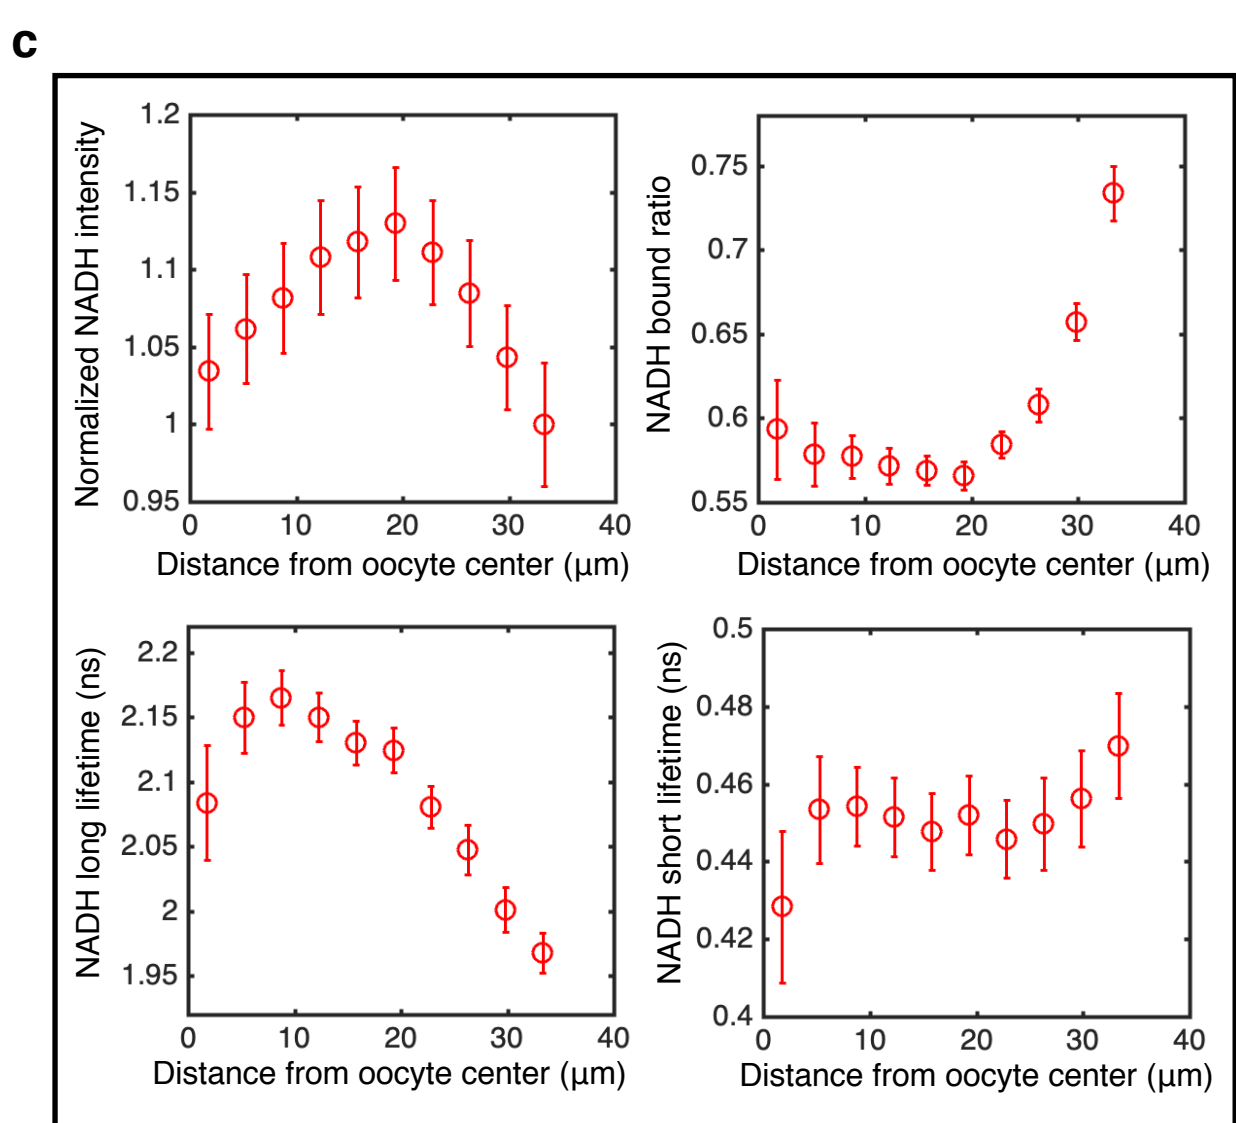 c
Normalized NADH intensity
1.2
1.15
1.1
1.05
1
0.95
0 10 20 30 40
Distance from oocyte center (μm)
NADH bound ratio
0.75
0.7
0.65
0.6
0.55
0 10 20 30 40
Distance from oocyte center (μm)
NADH long lifetime (ns)
2.2
2.15
2.1
2.05
2
1.95
0 10 20 30 40
Distance from oocyte center (μm)
NADH short lifetime (ns)
0.5
0.48
0.46
0.44
0.42
0.4
0 10 20 30 40
Distance from oocyte center (μm)